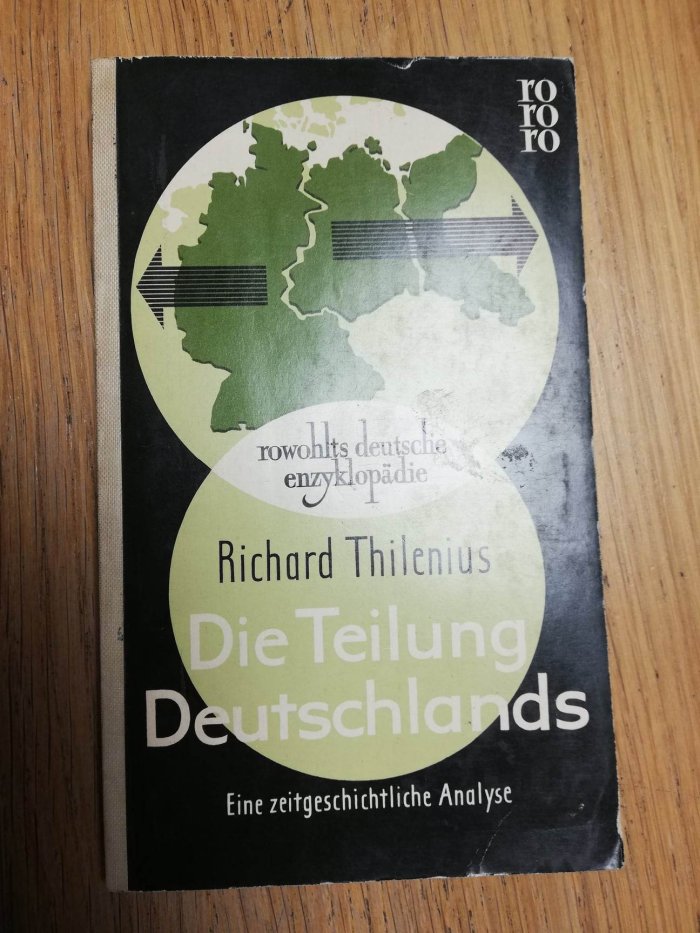 ro
ro
ro
rowohlts deutsche
enzyklopädie
Richard Thilenius
Die Teilung
Deutschlands
Eine zeitgeschichtliche Analyse